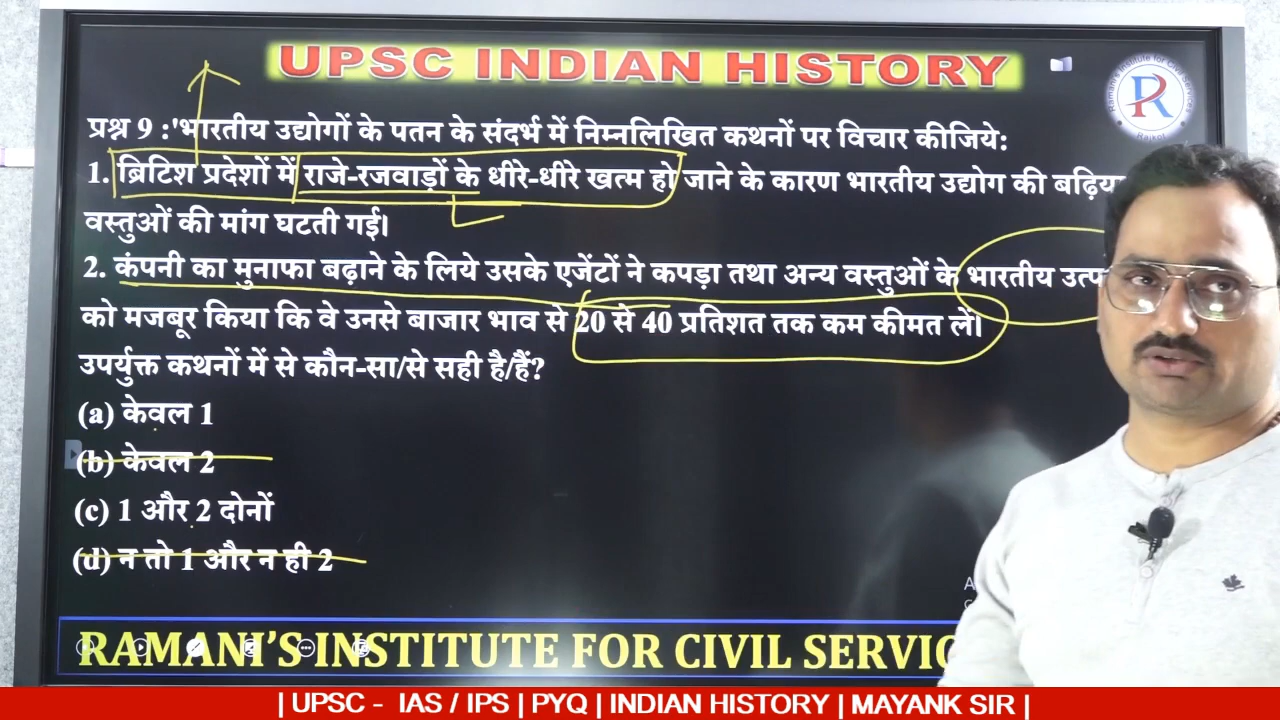 UPSC INDIAN HISTORY
प्रश्न 9 :'भारतीय उद्योगों के पतन के संदर्भ में निम्नलिखित कथनों पर विचार कीजिये:
1. ब्रिटिश प्रदेशों में राजे-रजवाड़ों के धीरे-धीरे खत्म हो जाने के कारण भारतीय उद्योग की
वस्तुओं की मांग घटती गई।
2. कंपनी का मुनाफा बढ़ाने के लिये उसके एजेंटों ने कपड़ा तथा अन्य वस्तुओं के भारतीय
को मजबूर किया कि वे उनसे बाजार भाव से 20 से 40 प्रतिशत तक कम कीमत लें।
उपर्युक्त कथनों में से कौन-सा/से सही है/हैं?
(a) केवल 1
(b) केवल 2
(c) 1 और 2 दोनों
(d) न तो 1 और न ही 2
RAMANI'S INSTITUTE FOR CIVIL
| UPSC - IAS / IPS | PYQ | INDIAN HISTORY | MAYANK SIR |